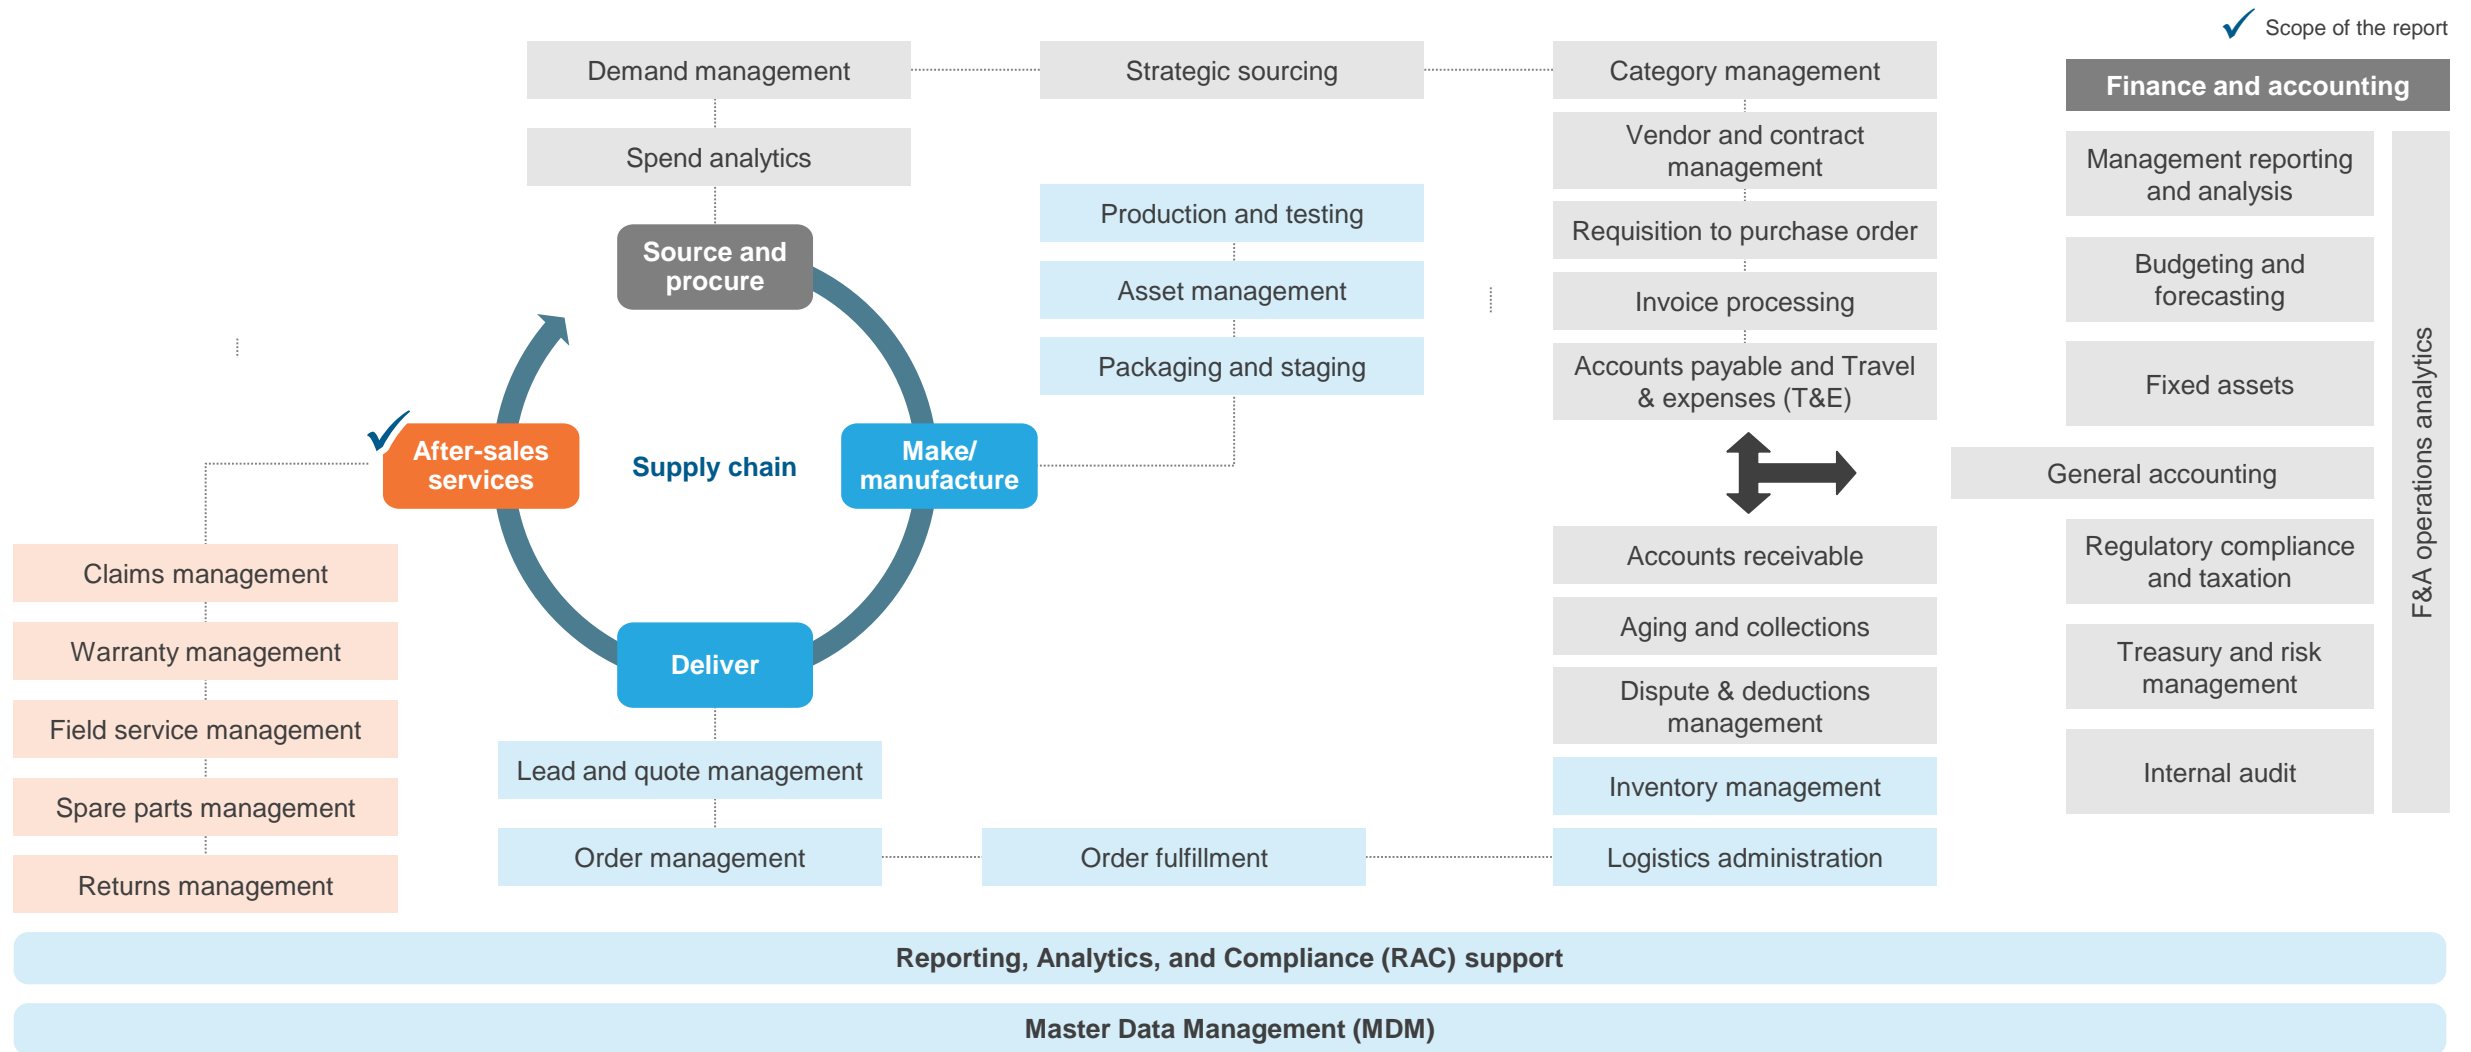 Scope of the report
Demand management
Strategic sourcing
Category management
Finance and accounting
Spend analytics
Vendor and contract
management
Management reporting
and analysis
Production and testing
Requisition to purchase order
Source and
procure
Asset management
Invoice processing
Budgeting and
forecasting
Packaging and staging
Accounts payable and Travel
& expenses (T&E)
Fixed assets
F&A operations analytics
After-sales
services
Supply chain
Make/
manufacture
General accounting
Claims management
Accounts receivable
Regulatory compliance
and taxation
Warranty management
Deliver
Aging and collections
Treasury and risk
management
Field service management
Dispute & deductions
management
Lead and quote management
Inventory management
Internal audit
Spare parts management
Order management
Order fulfillment
Logistics administration
Returns management
Reporting, Analytics, and Compliance (RAC) support
Master Data Management (MDM)